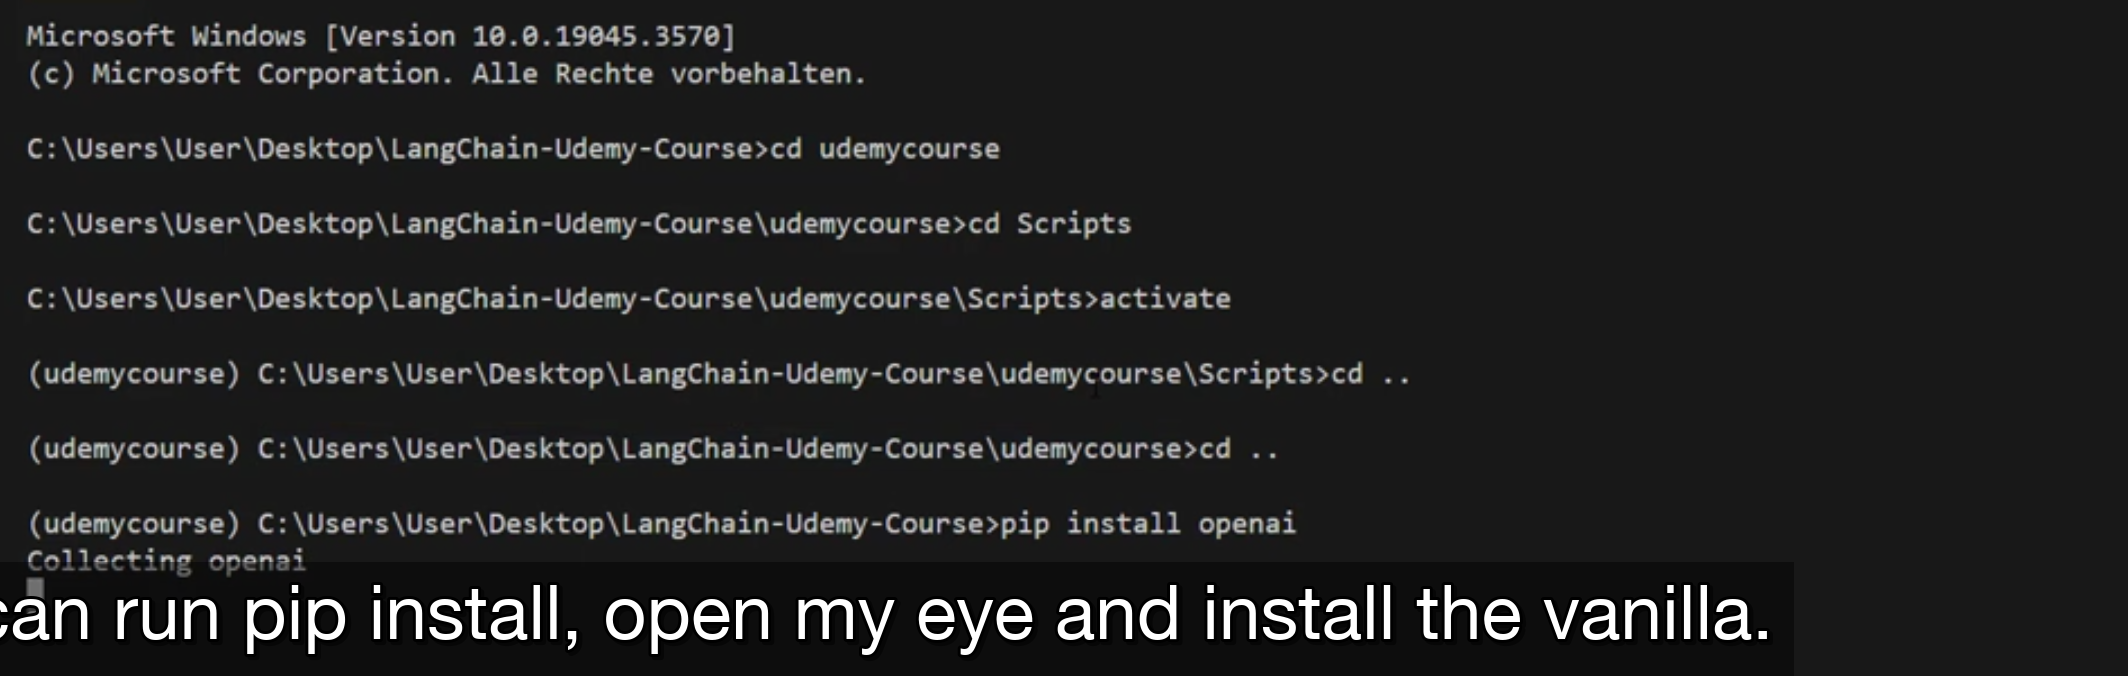 Microsoft Windows [Version 10.0.19045.3570]
(c) Microsoft Corporation. Alle Rechte vorbehalten.
C:\Users\User\Desktop\LangChain-Udemy-Course>cd udemycourse
C:\Users\User\Desktop\LangChain-Udemy-Course\udemycourse>cd Scripts
C:\Users\User\Desktop\LangChain-Udemy-Course\udemycourse\Scripts>activate
(udemycourse) C:\Users\User\Desktop\LangChain-Udemy-Course\udemycourse\Scripts>cd ..
(udemycourse) C:\Users\User\Desktop\LangChain-Udemy-Course\udemycourse>cd ..
(udemycourse) C:\Users\User\Desktop\LangChain-Udemy-Course>pip install openai
Collecting openai
can run pip install, open my eye and install the vanilla.